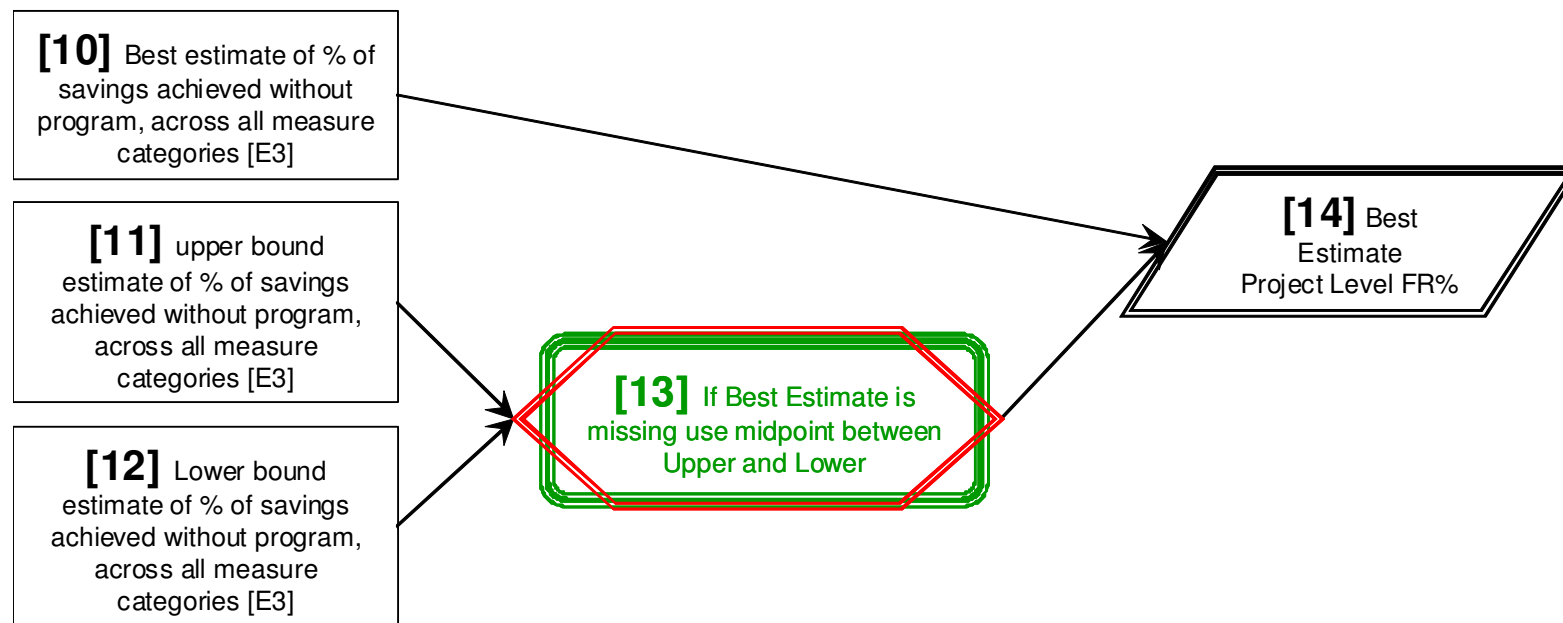 [10] Best estimate of % of
savings achieved without
program, across all measure
categories [E3]
[11] upper bound
estimate of % of savings
achieved without program,
across all measure
categories [E3]
[12] Lower bound
estimate of % of savings
achieved without program,
across all measure
categories [E3]
[13] If Best Estimate is
missing use midpoint between
Upper and Lower
[14] Best
Estimate
Project Level FR%